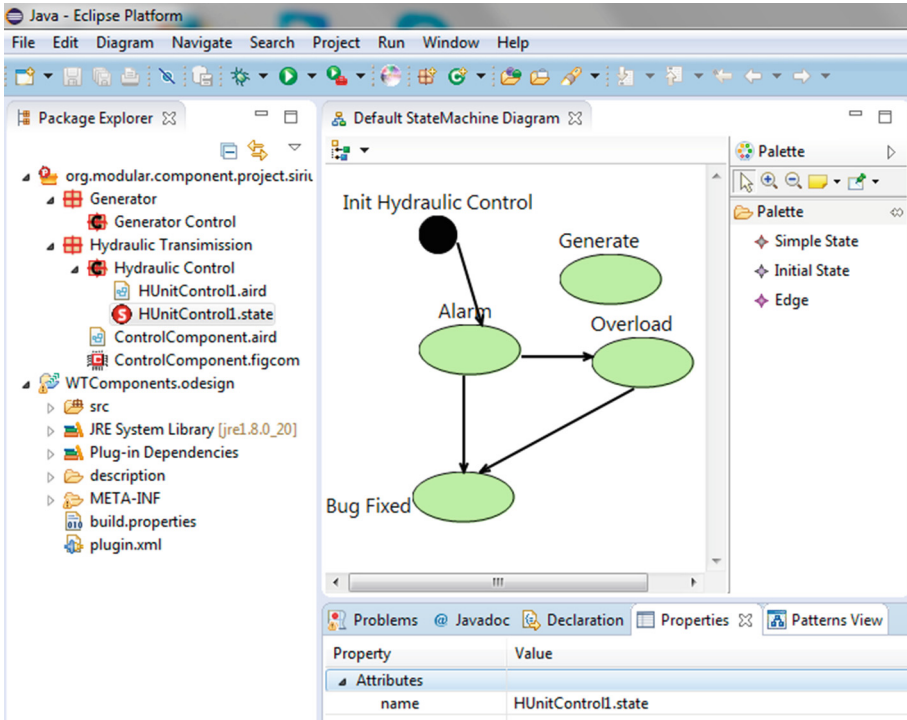 Java - Eclipse Platform
File Edit Diagram Navigate Search Project Run Window Help
Package Explorer
org.modular.component.project.siriu
Generator
Generator Control
Hydraulic Transimission
Hydraulic Control
HUnitControl1.aird
HUnitControl1.state
ControlComponent.aird
ControlComponent.figcom
WTComponents.odesign
src
JRE System Library [jre1.8.0_20]
Plug-in Dependencies
description
META-INF
build.properties
plugin.xml
Default StateMachine Diagram
Init Hydraulic Control
Generate
Alarm
Overload
Bug Fixed
Palette
Palette
Simple State
Initial State
Edge
Problems @ Javadoc Declaration Properties Patterns View
Property Value
Attributes
name HUnitControl1.state